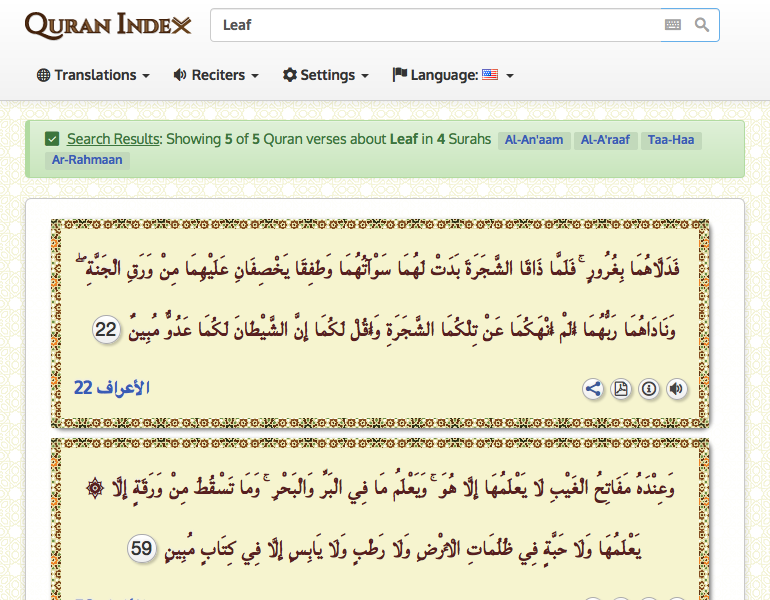 QURAN INDEX
Leaf
Translations Reciters Settings Language:
Search Results: Showing 5 of 5 Quran verses about Leaf in 4 Surahs Al-An'aam Al-A'raaf Taa-Haa
Ar-Rahmaan
فَدَلَّاهُمَا بِغُرُورٍ ۚ فَلَمَّا ذَاقَا الشَّجَرَةَ بَدَتْ لَهُمَا سَوْآتُهُمَا وَطَفِقَا يَخْصِفَانِ عَلَيْهِمَا مِنْ وَرَقِ الْجَنَّةِ ۖ
وَنَادَاهُمَا رَبُّهُمَا أَلَمْ أَنْهَكُمَا عَنْ تِلْكُمَا الشَّجَرَةِ وَأَقُلْ لَكُمَا إِنَّ الشَّيْطَانَ لَكُمَا عَدُوٌّ مُبِينٌ 22
الأعراف 22
وَعِنْدَهُ مَفَاتِحُ الْغَيْبِ لَا يَعْلَمُهَا إِلَّا هُوَ ۚ وَيَعْلَمُ مَا فِي الْبَرِّ وَالْبَحْرِ ۚ وَمَا تَسْقُطُ مِنْ وَرَقَةٍ إِلَّا ۞
يَعْلَمُهَا وَلَا حَبَّةٍ فِي ظُلُمَاتِ الْأَرْضِ وَلَا رَطْبٍ وَلَا يَابِسٍ إِلَّا فِي كِتَابٍ مُبِينٍ 59